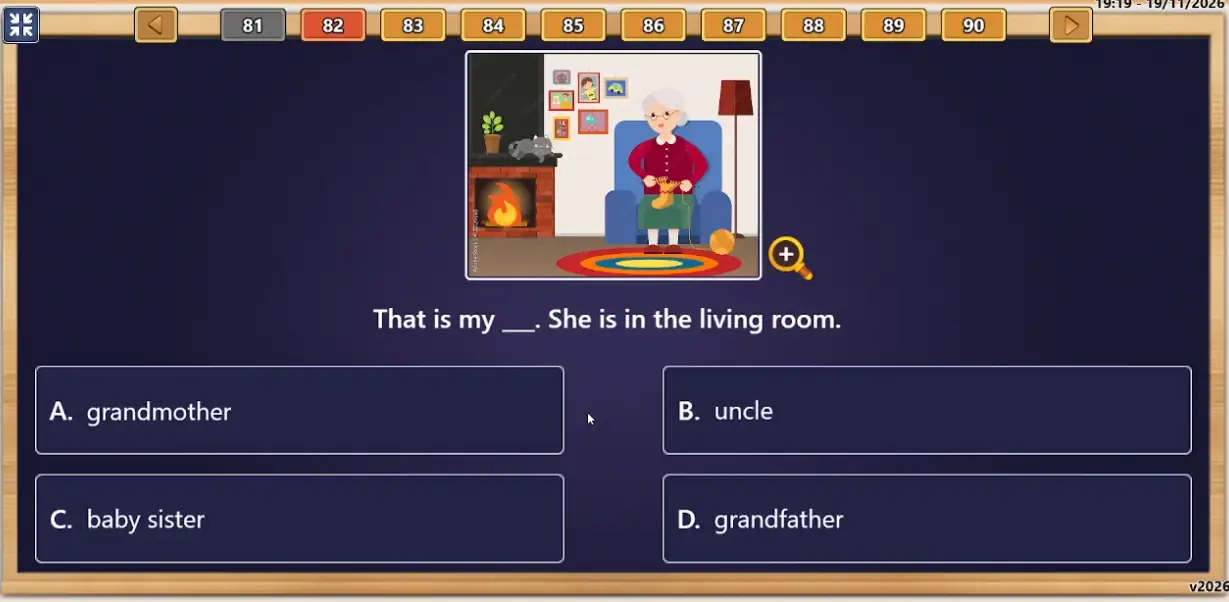 19:19 - 19/11/2026
81 82 83 84 85 86 87 88 89 90
That is my ___. She is in the living room.
A. grandmother
B. uncle
C. baby sister
D. grandfather
v2026